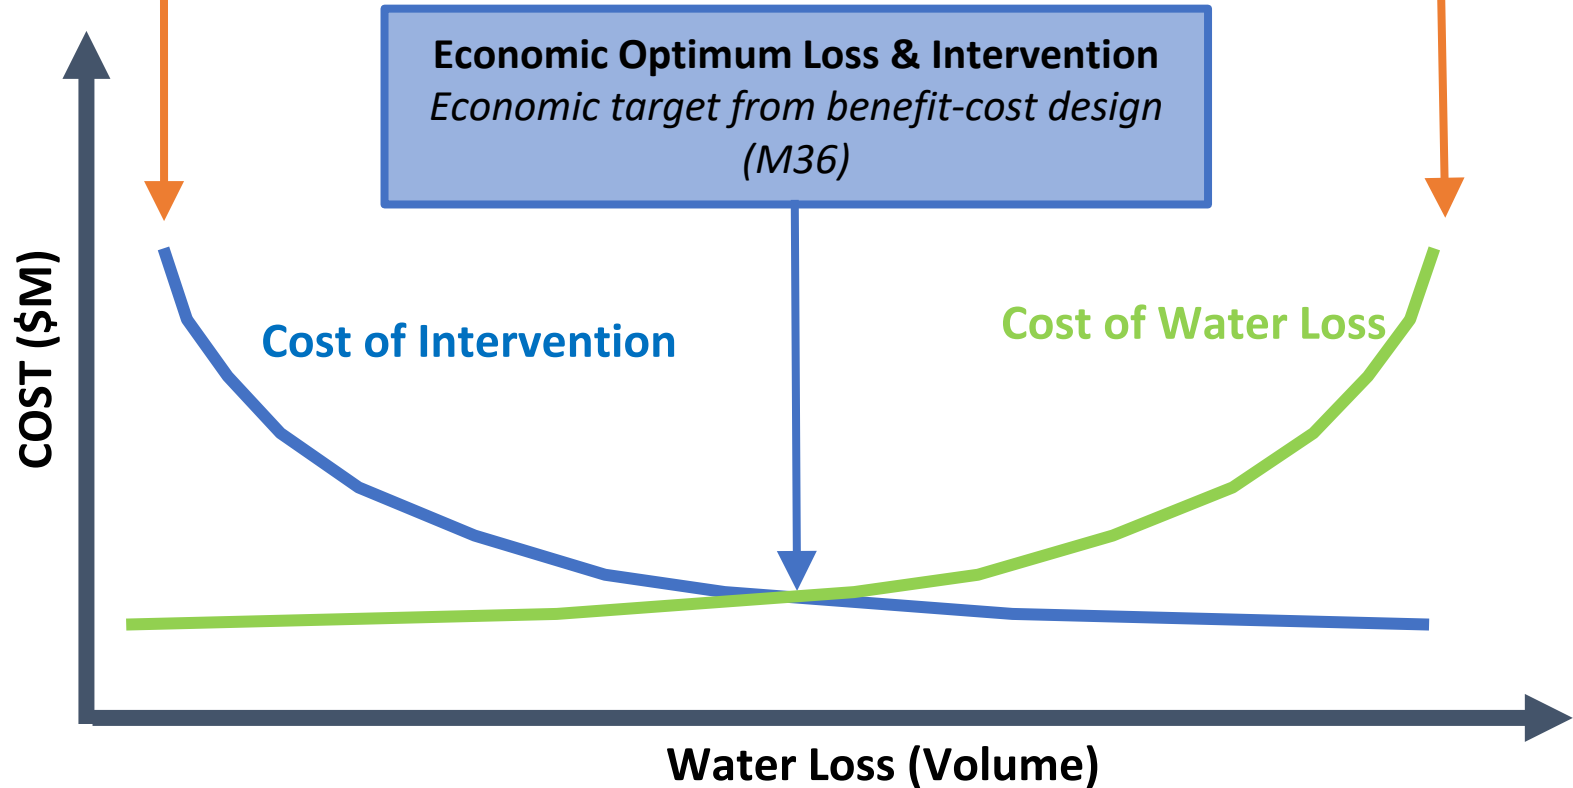 Economic Optimum Loss & Intervention
Economic target from benefit-cost design
(M36)
Cost of Intervention
Cost of Water Loss
COST ($M)
Water Loss (Volume)